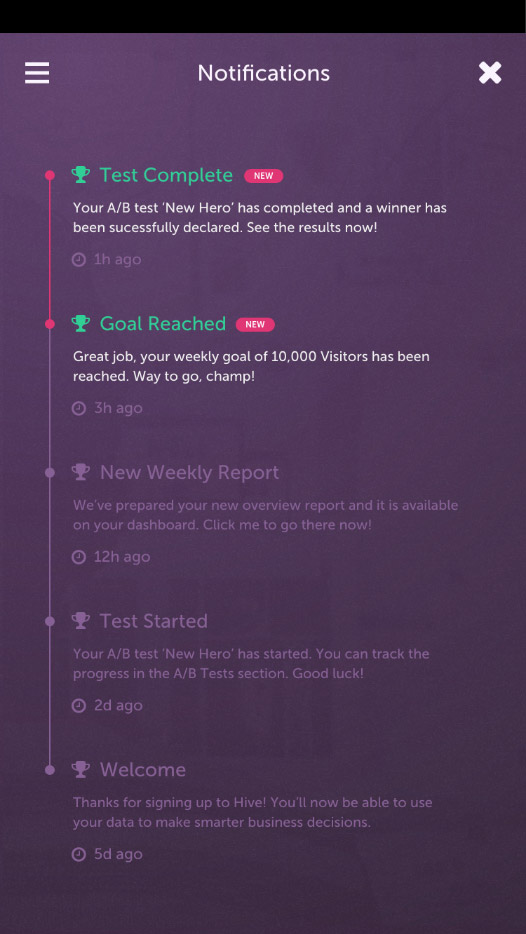 Notifications
Test Complete NEW
Your A/B test ‘New Hero’ has completed and a winner has
been sucessfully declared. See the results now!
1h ago
Goal Reached NEW
Great job, your weekly goal of 10,000 Visitors has been
reached. Way to go, champ!
3h ago
New Weekly Report
We’ve prepared your new overview report and it is available
on your dashboard. Click me to go there now!
12h ago
Test Started
Your A/B test ‘New Hero’ has started. You can track the
progress in the A/B Tests section. Good luck!
2d ago
Welcome
Thanks for signing up to Hive! You’ll now be able to use
your data to make smarter business decisions.
5d ago